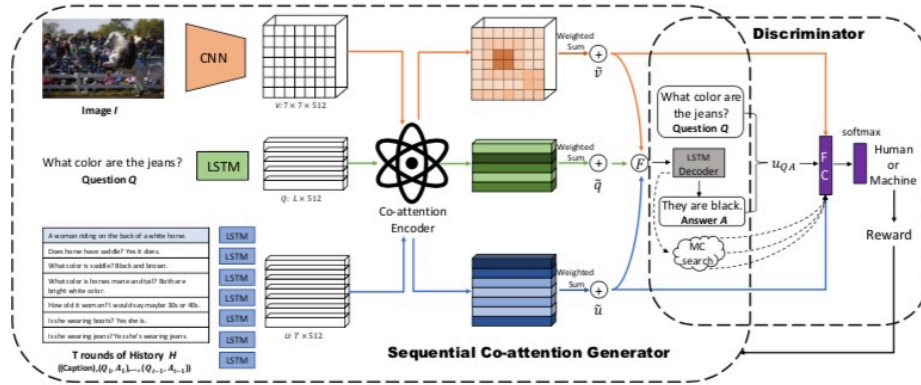 Image I
CNN
V: 7 × 7 × 512
Weighted
Sum
+
ṽ
Discriminator
What color are the jeans?
Question Q
LSTM
Q: L × 512
Co-attention
Encoder
Weighted
Sum
+
q̃
F
What color are
the jeans?
Question Q
LSTM
Decoder
They are black.
Answer A
MC
search
u_QA
FC
softmax
Human
or
Machine
Reward
A woman riding on the back of a white horse.
Does horse have saddle? Yes it does.
What color is saddle? Black and brown.
What color is horses mane and tail? Both are
bright white color.
How old it woman? I would say maybe 30s or 40s.
Is she wearing boots? Yes she is.
Is she wearing jeans? Yes she's wearing jeans.
LSTM
LSTM
LSTM
LSTM
LSTM
LSTM
LSTM
U: T × 512
Weighted
Sum
+
ũ
T rounds of History H
((Caption),(Q₁, A₁),…, (Qₜ₋₁, Aₜ₋₁))
Sequential Co-attention Generator